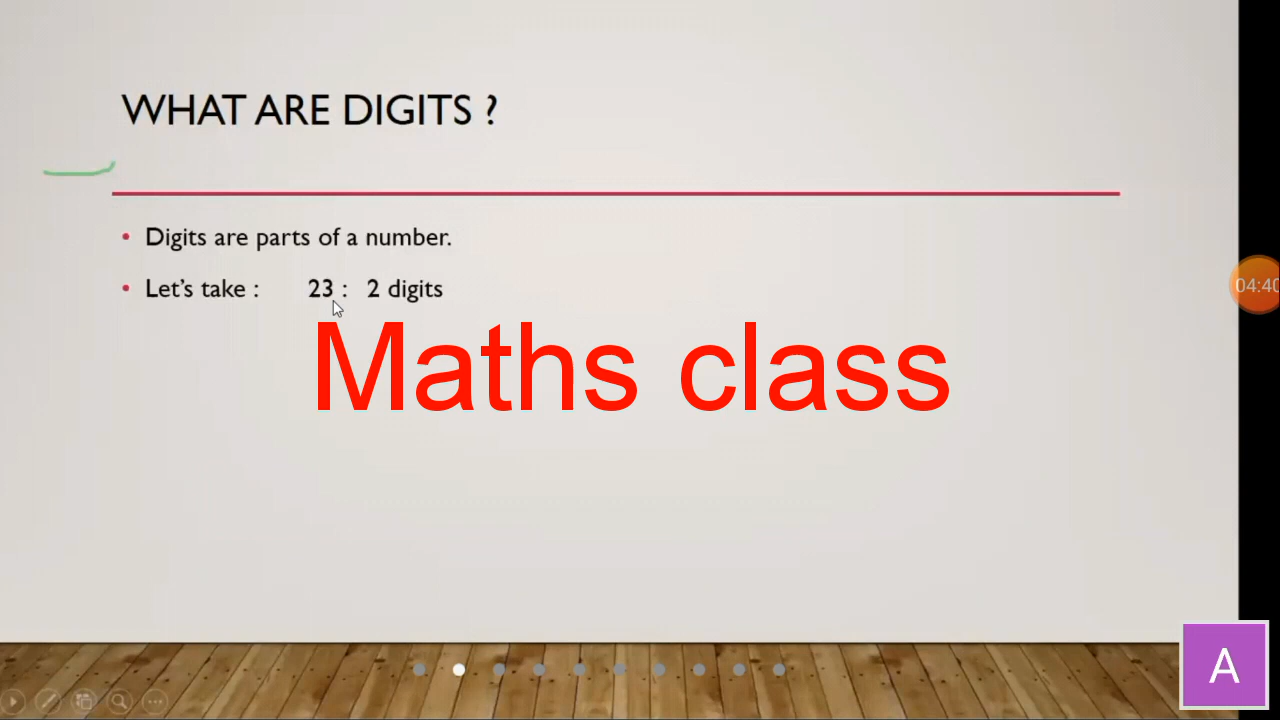 WHAT ARE DIGITS ?
• Digits are parts of a number.
• Let's take : 23 : 2 digits
Maths class
04:40
A